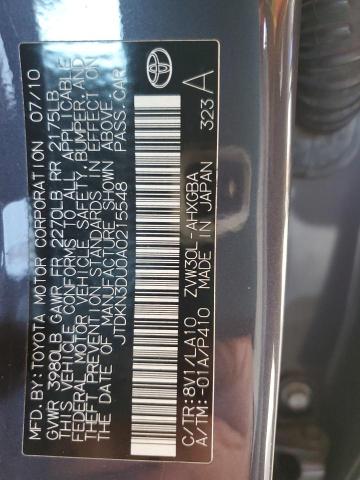 MFD.BY:TOYOTA MOTOR CORPORATION 07/10
GVWR 3980LB GAWR FR 2270LB RR 2175LB
THIS VEHICLE CONFORMS TO ALL APPLICABLE
FEDERAL MOTOR VEHICLE SAFETY, BUMPER, AND
THEFT PREVENTION STANDARDS IN EFFECT ON
THE DATE OF MANUFACTURE SHOWN ABOVE.
JTDKN3DU0A0215548 PASS.CAR
C/TR:8V1/LA10 ZVW30L-AHXGBA
A/TM:-01A/P410 MADE IN JAPAN 323 A
TOYOTA